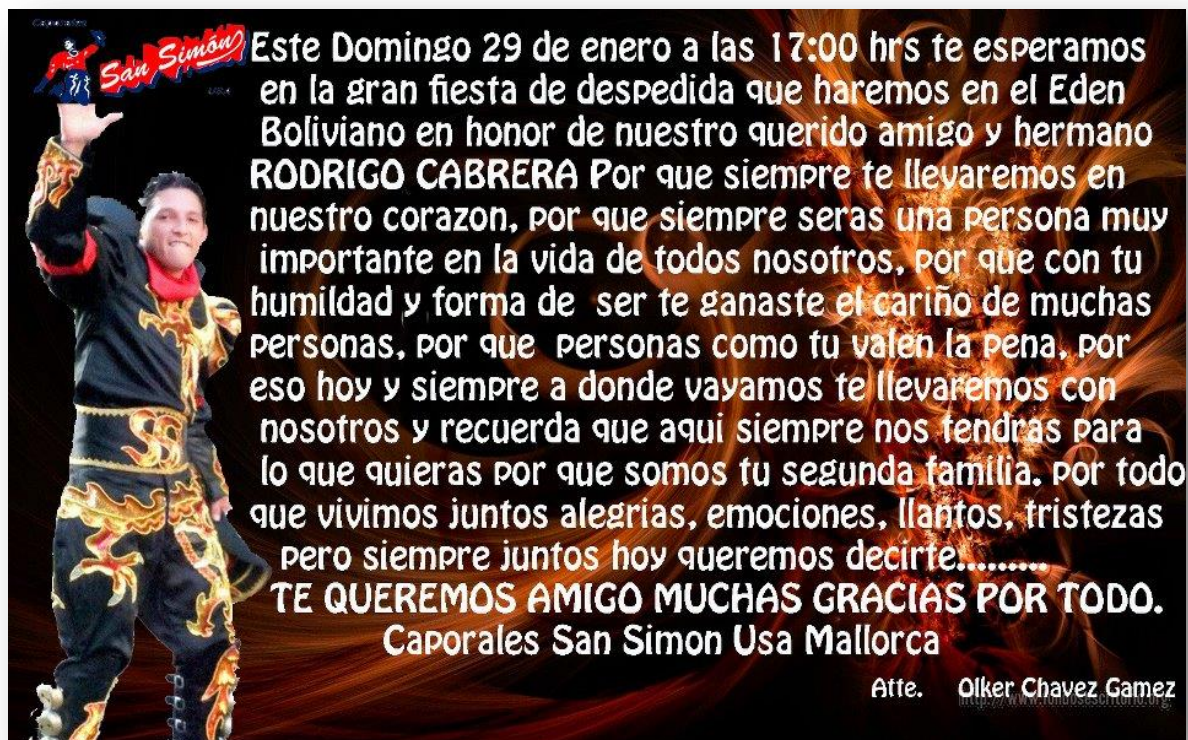 Caporales
San Simón
USA
Este Domingo 29 de enero a las 17:00 hrs te esperamos
en la gran fiesta de despedida que haremos en el Eden
Boliviano en honor de nuestro querido amigo y hermano
RODRIGO CABRERA Por que siempre te llevaremos en
nuestro corazon, por que siempre seras una persona muy
importante en la vida de todos nosotros, por que con tu
humildad y forma de ser te ganaste el cariño de muchas
personas, por que personas como tu valen la pena, por
eso hoy y siempre a donde vayamos te llevaremos con
nosotros y recuerda que aqui siempre nos tendras para
lo que quieras por que somos tu segunda familia. por todo
que vivimos juntos alegrias, emociones, llantos, tristezas
pero siempre juntos hoy queremos decirte.........
TE QUEREMOS AMIGO MUCHAS GRACIAS POR TODO.
Caporales San Simon Usa Mallorca
Atte. Olker Chavez Gamez
http://www.fondosescritorio.org